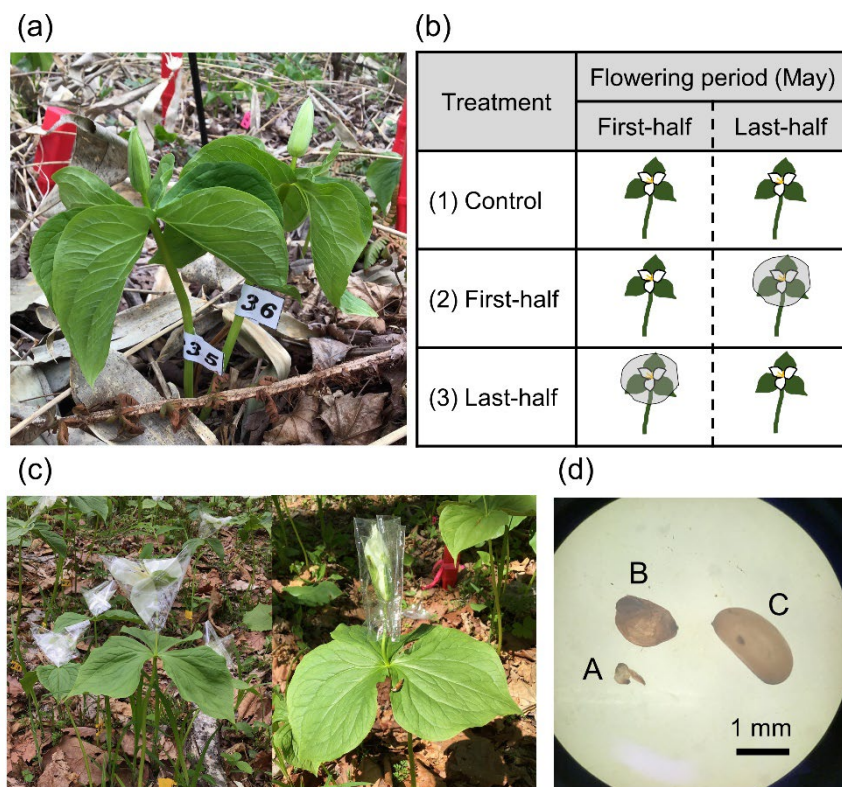 (a)
35
36
(b)
Treatment
Flowering period (May)
First-half
Last-half
(1) Control
(2) First-half
(3) Last-half
(c)
(d)
A
B
C
1 mm